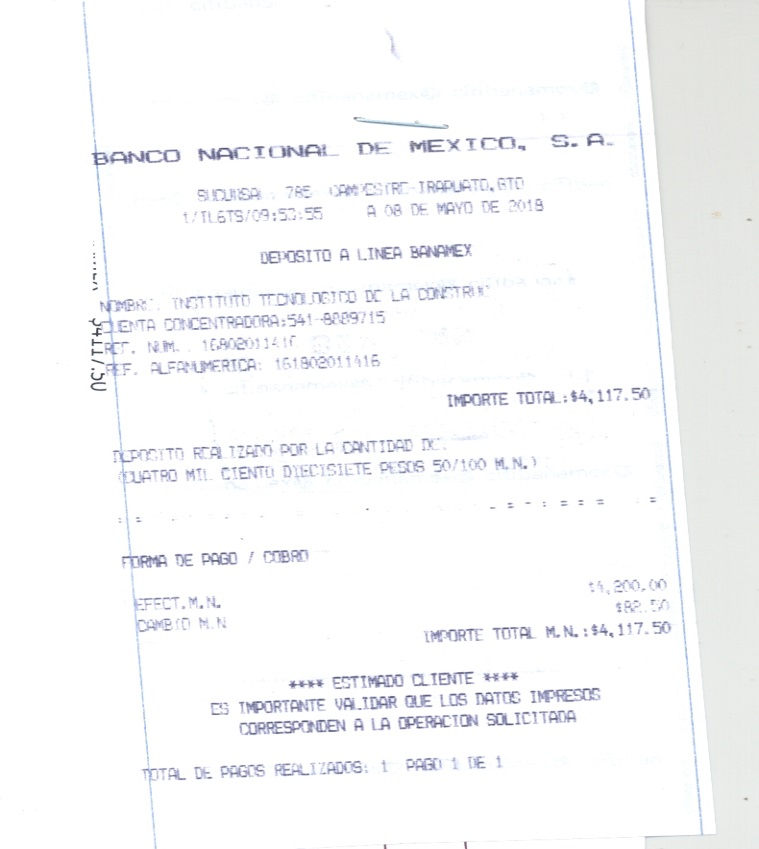 BANCO NACIONAL DE MEXICO, S.A.
SUCURSAL 785 CAMPESTRE-IRAPUATO,GTO
1/TL6TS/09:53:55 A 08 DE MAYO DE 2018
DEPOSITO A LINEA BANAMEX
NOMBRE: INSTITUTO TECNOLOGICO DE LA CONSTRUC
CUENTA CONCENTRADORA:541-8009715
REF. NUM.
REF. ALFANUMERICA: 161802011416
IMPORTE TOTAL:$4,117.50
DEPOSITO REALIZADO POR LA CANTIDAD DE:
(CUATRO MIL CIENTO DIECISIETE PESOS 50/100 M.N.)
FORMA DE PAGO / COBRO
EFECT.M.N. $4,200.00
CAMBIO M.N $82.50
IMPORTE TOTAL M.N.:$4,117.50
**** ESTIMADO CLIENTE ****
ES IMPORTANTE VALIDAR QUE LOS DATOS IMPRESOS
CORRESPONDEN A LA OPERACION SOLICITADA
TOTAL DE PAGOS REALIZADOS: 1 PAGO 1 DE 1